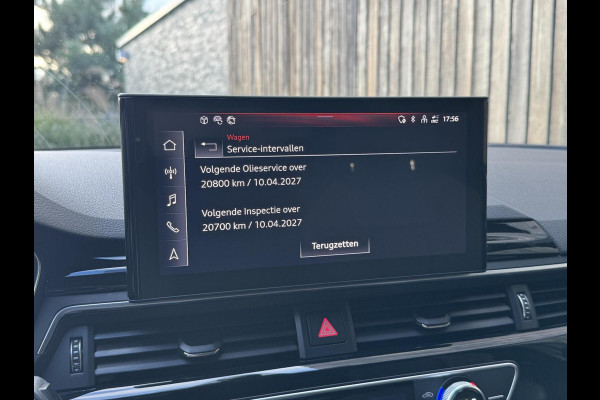 17:56
Wagen
Service-intervallen
Volgende Olieservice over
20800 km / 10.04.2027
Volgende Inspectie over
20700 km / 10.04.2027
Terugzetten